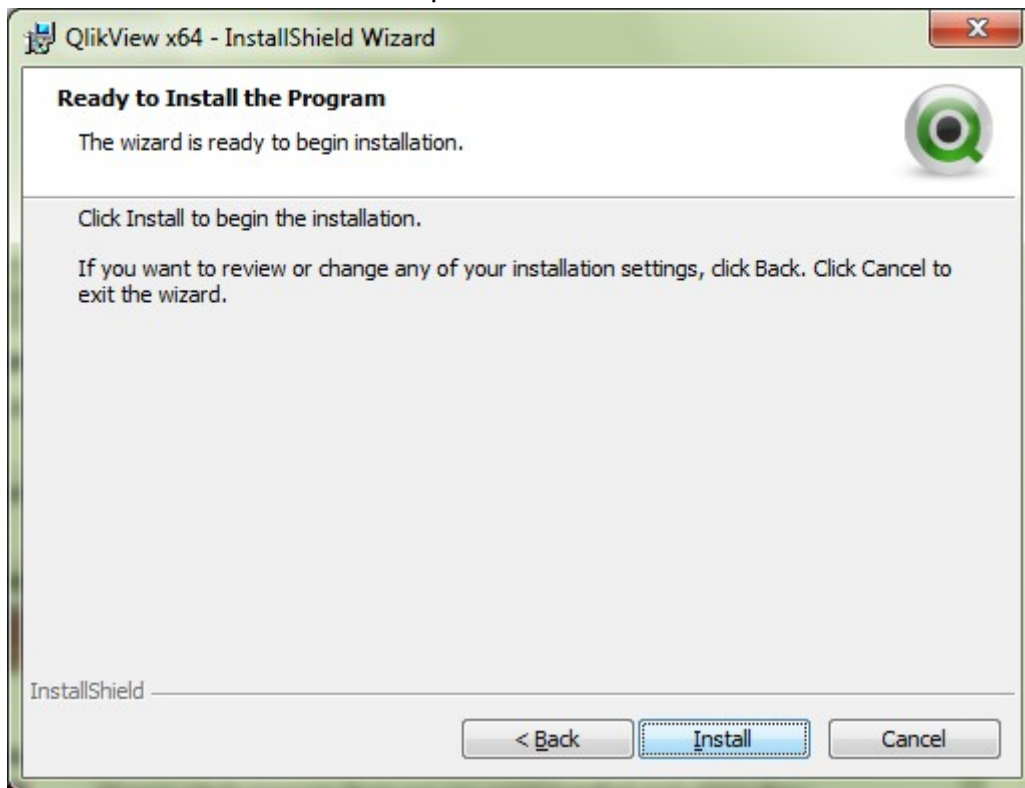 QlikView x64 - InstallShield Wizard
Ready to Install the Program
The wizard is ready to begin installation.
Click Install to begin the installation.
If you want to review or change any of your installation settings, click Back. Click Cancel to
exit the wizard.
InstallShield
< Back
Install
Cancel